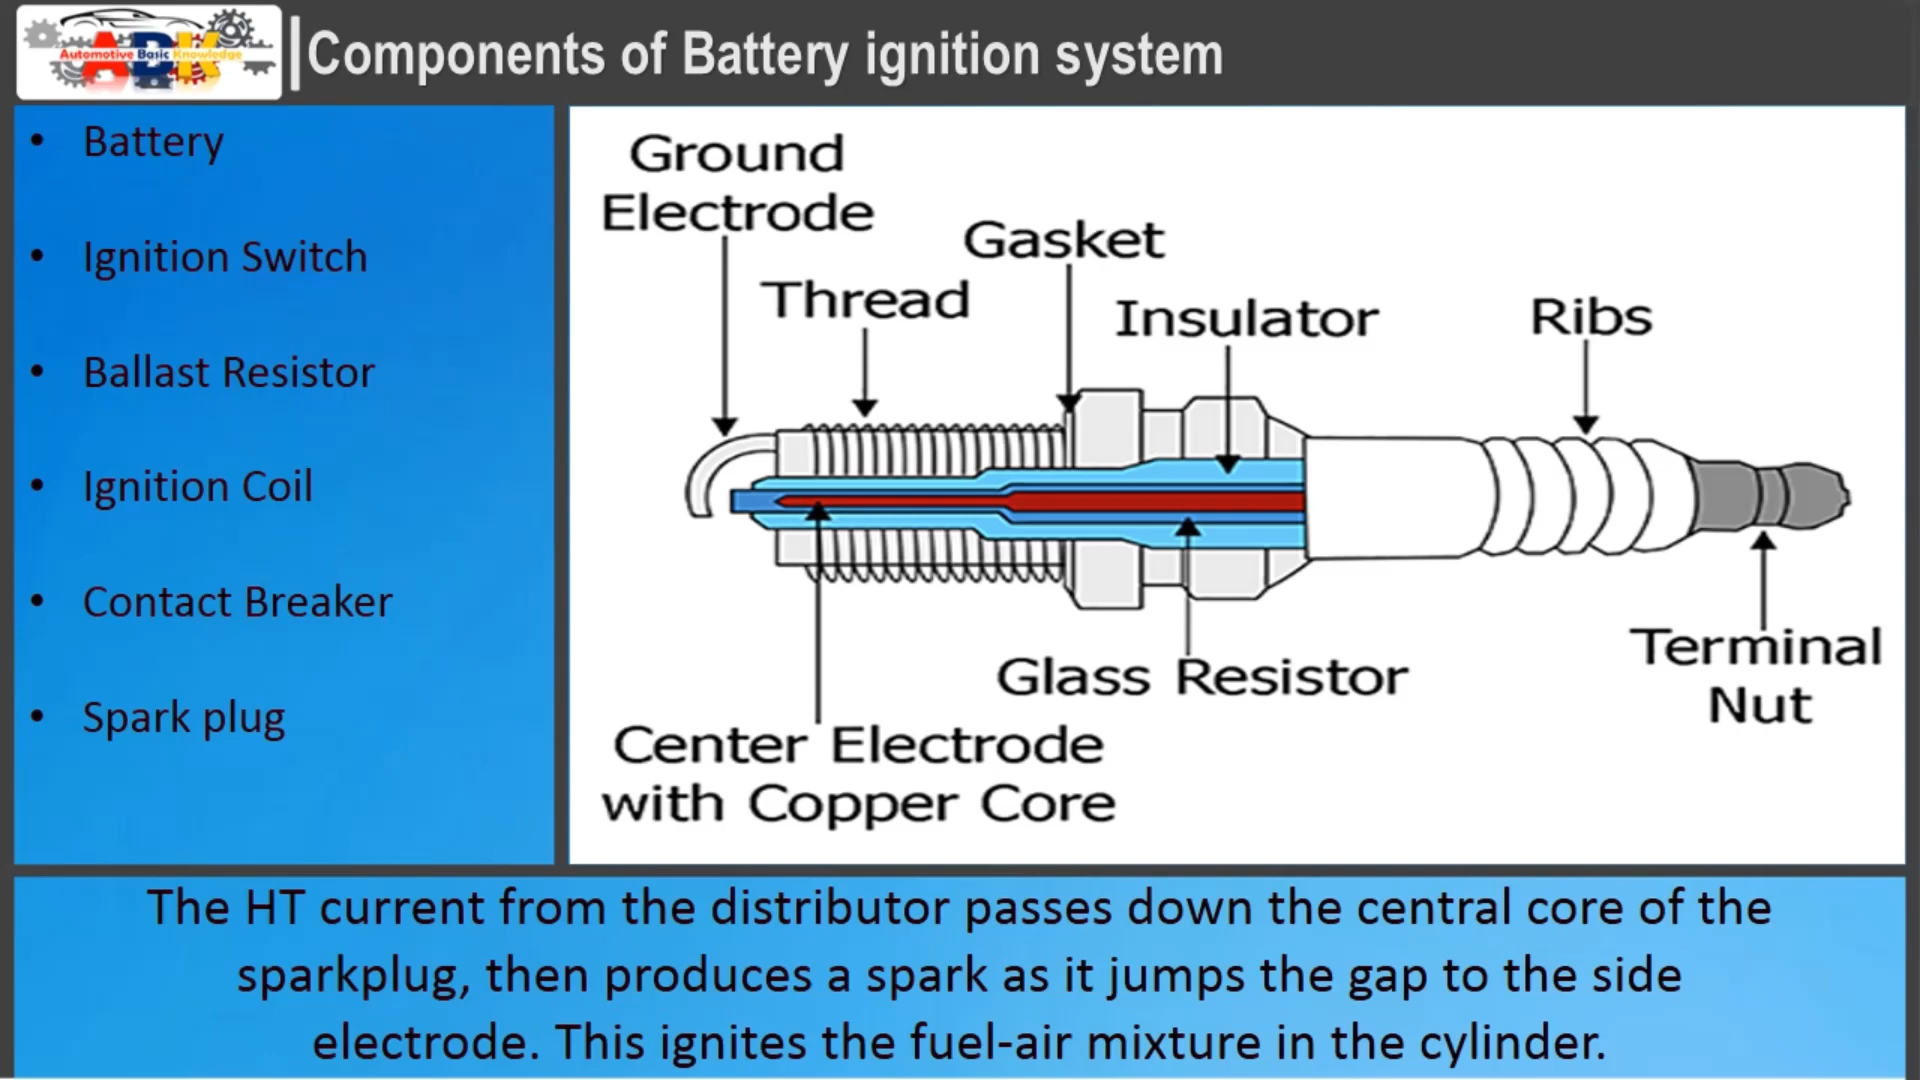 ABK
Automotive Basic Knowledge
Components of Battery ignition system
• Battery
• Ignition Switch
• Ballast Resistor
• Ignition Coil
• Contact Breaker
• Spark plug
Ground
Electrode
Gasket
Thread
Insulator
Ribs
Glass Resistor
Terminal
Nut
Center Electrode
with Copper Core
The HT current from the distributor passes down the central core of the
sparkplug, then produces a spark as it jumps the gap to the side
electrode. This ignites the fuel-air mixture in the cylinder.